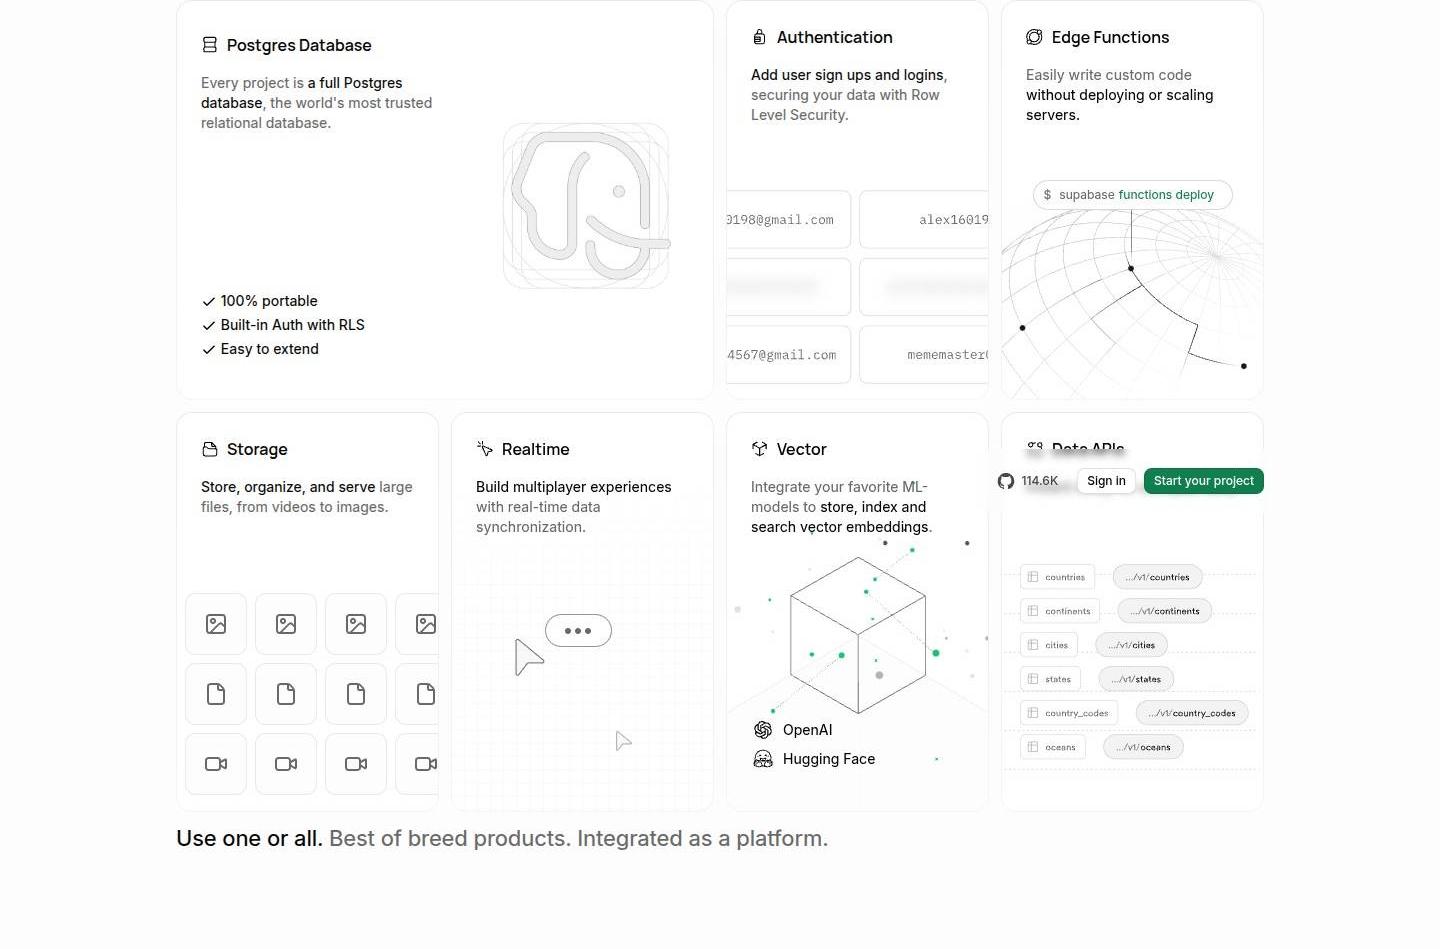 Postgres Database
Every project is a full Postgres
database, the world's most trusted
relational database.
100% portable
Built-in Auth with RLS
Easy to extend
Authentication
Add user sign ups and logins,
securing your data with Row
Level Security.
0198@gmail.com
alex16019
4567@gmail.com
mememaster
Edge Functions
Easily write custom code
without deploying or scaling
servers.
$ supabase functions deploy
Storage
Store, organize, and serve large
files, from videos to images.
Realtime
Build multiplayer experiences
with real-time data
synchronization.
Vector
Integrate your favorite ML-
models to store, index and
search vector embeddings.
OpenAI
Hugging Face
Data APIs
114.6K
Sign in
Start your project
countries .../v1/countries
continents .../v1/continents
cities .../v1/cities
states .../v1/states
country_codes .../v1/country_codes
oceans .../v1/oceans
Use one or all. Best of breed products. Integrated as a platform.